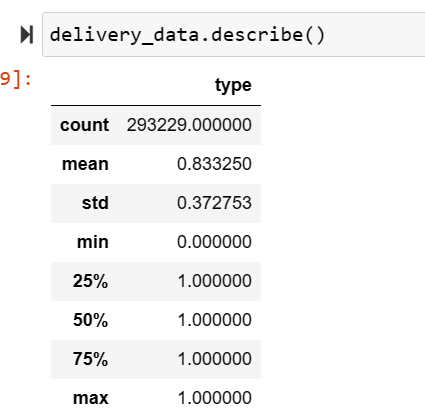 delivery_data.describe()
9]:
type
count 293229.000000
mean 0.833250
std 0.372753
min 0.000000
25% 1.000000
50% 1.000000
75% 1.000000
max 1.000000